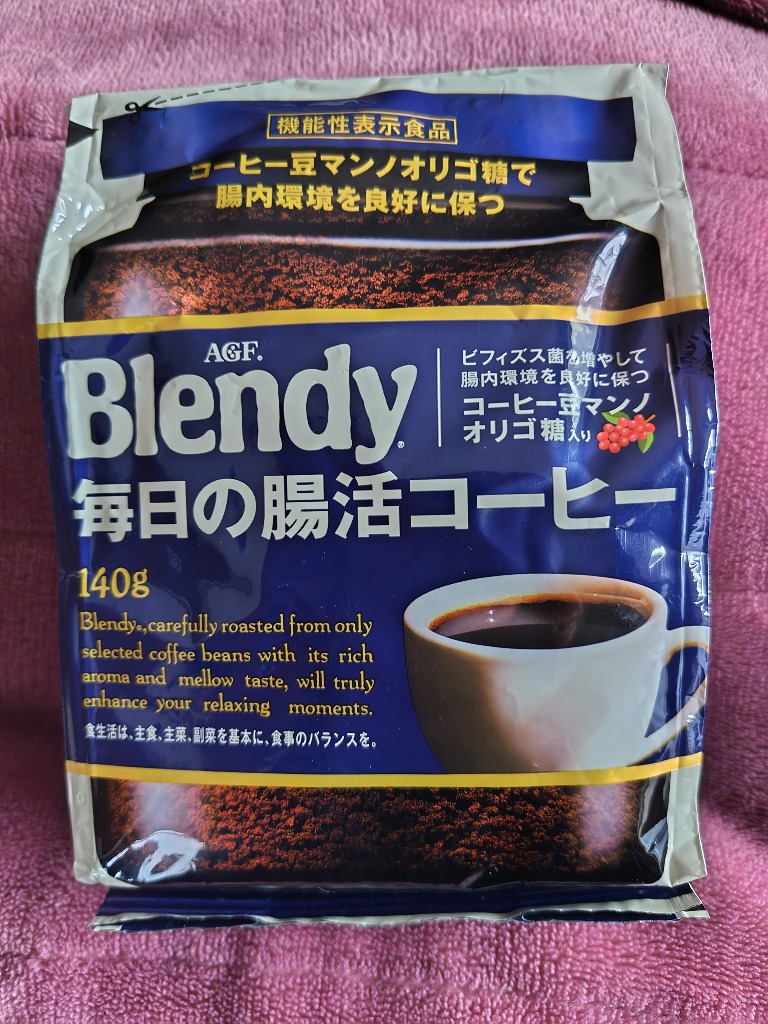 機能性表示食品
コーヒー豆マンノオリゴ糖で
腸内環境を良好に保つ
AGF®
Blendy®
ビフィズス菌を増やして
腸内環境を良好に保つ
コーヒー豆マンノ
オリゴ糖入り
毎日の腸活コーヒー
140g
Blendy®,carefully roasted from only
selected coffee beans with its rich
aroma and mellow taste, will truly
enhance your relaxing moments.
食生活は、主食、主菜、副菜を基本に、食事のバランスを。